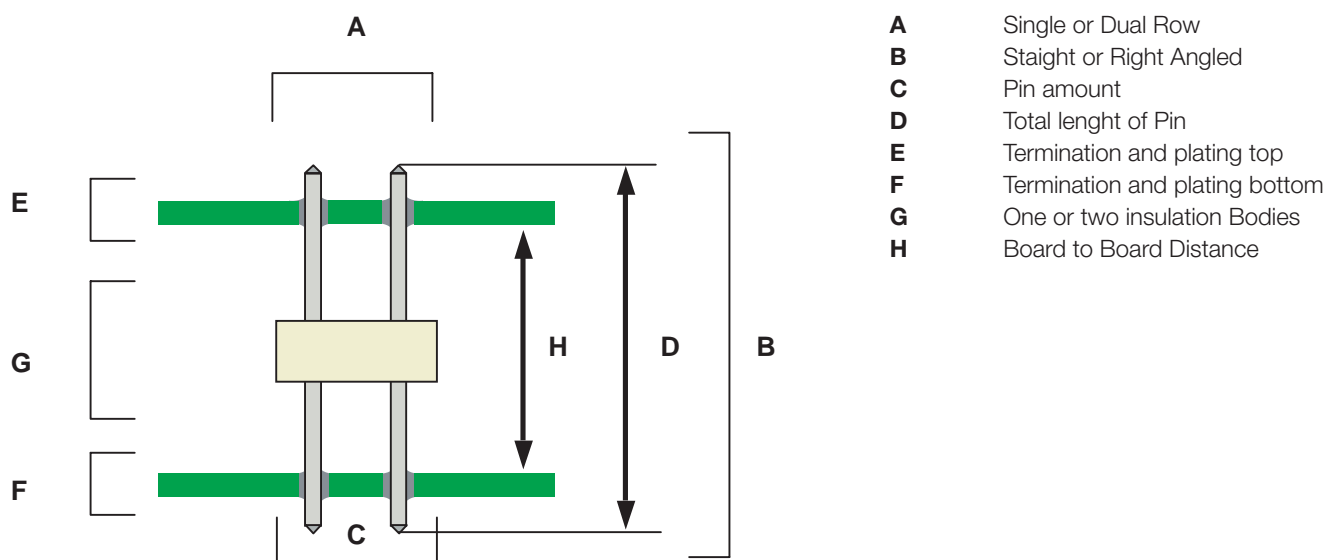 A
E
G
F
H
D
B
C
A Single or Dual Row
B Staight or Right Angled
C Pin amount
D Total lenght of Pin
E Termination and plating top
F Termination and plating bottom
G One or two insulation Bodies
H Board to Board Distance